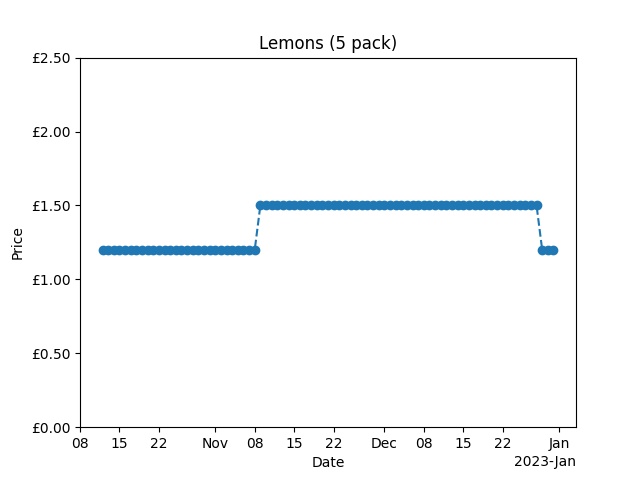 Lemons (5 pack)
£2.50
£2.00
£1.50
£1.00
£0.50
£0.00
Price
08 15 22 Nov 08 15 22 Dec 08 15 22 Jan
Date
2023-Jan